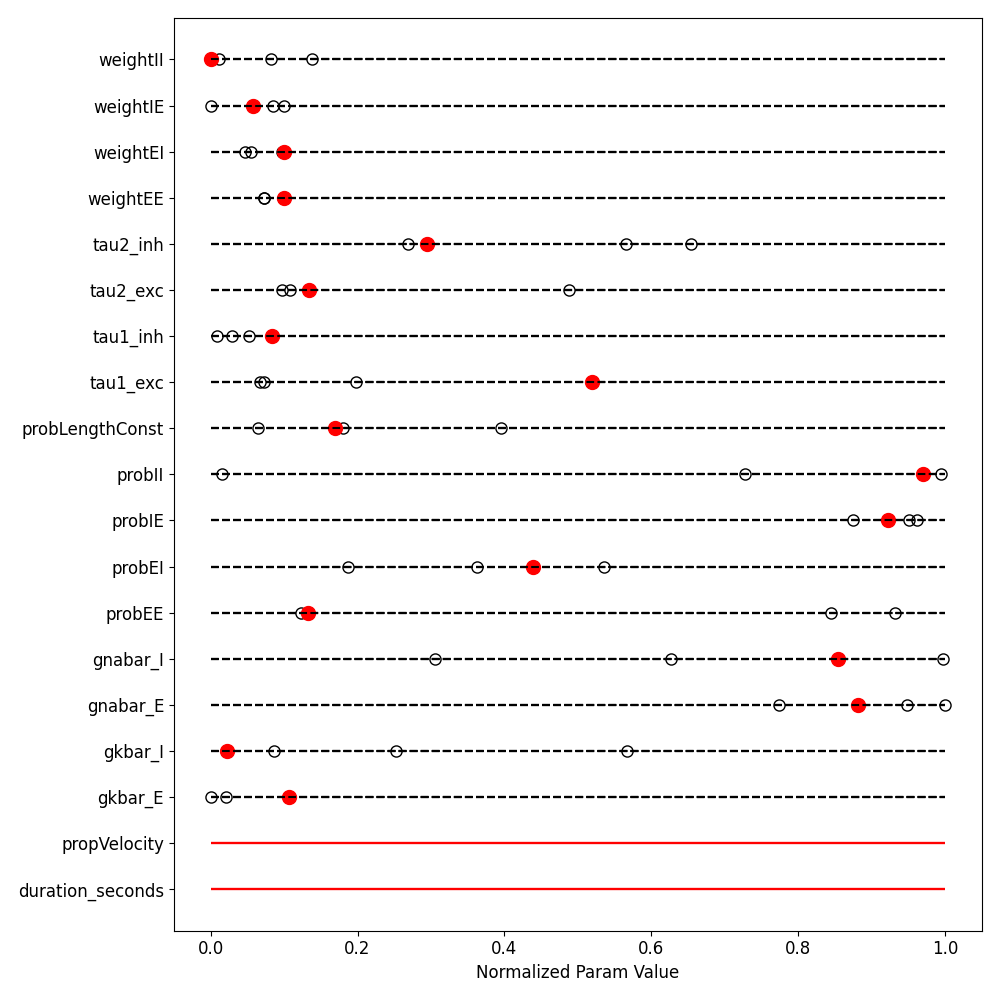 weightII
weightIE
weightEI
weightEE
tau2_inh
tau2_exc
tau1_inh
tau1_exc
probLengthConst
probII
probIE
probEI
probEE
gnabar_I
gnabar_E
gkbar_I
gkbar_E
propVelocity
duration_seconds
0.0 0.2 0.4 0.6 0.8 1.0
Normalized Param Value